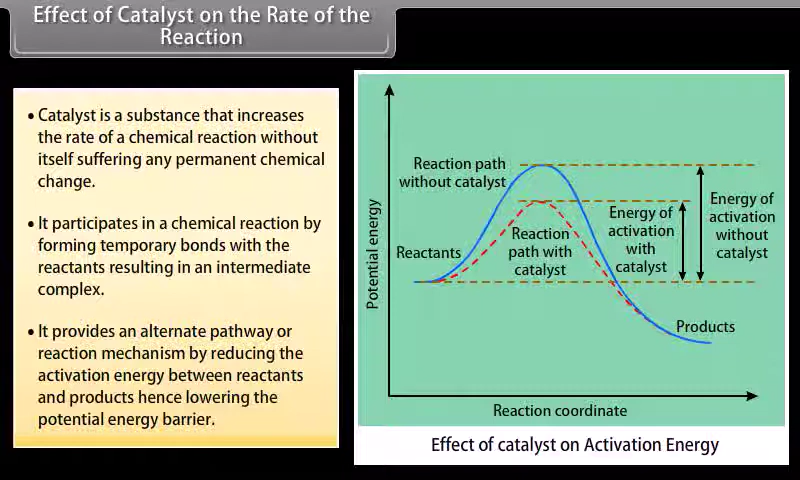 Effect of Catalyst on the Rate of the
Reaction
• Catalyst is a substance that increases
the rate of a chemical reaction without
itself suffering any permanent chemical
change.
• It participates in a chemical reaction by
forming temporary bonds with the
reactants resulting in an intermediate
complex.
• It provides an alternate pathway or
reaction mechanism by reducing the
activation energy between reactants
and products hence lowering the
potential energy barrier.
Potential energy
Reaction path
without catalyst
Reactants
Reaction
path with
catalyst
Energy of
activation
with
catalyst
Energy of
activation
without
catalyst
Products
Reaction coordinate
Effect of catalyst on Activation Energy